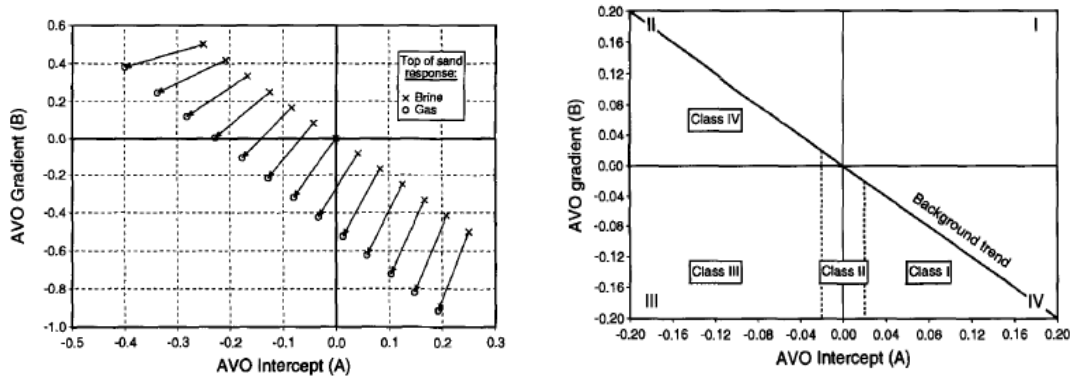 0.6
0.4
0.2
0.0
-0.2
-0.4
-0.6
-0.8
-1.0
AVO Gradient (B)
Top of sand
response:
× Brine
o Gas
-0.5 -0.4 -0.3 -0.2 -0.1 0.0 0.1 0.2 0.3
AVO Intercept (A)
0.20
0.16
0.12
0.08
0.04
0.00
-0.04
-0.08
-0.12
-0.16
-0.20
AVO gradient (B)
II
I
Class IV
Background trend
Class III
Class II
Class I
III
IV
-0.20 -0.16 -0.12 -0.08 -0.04 0.00 0.04 0.08 0.12 0.16 0.20
AVO Intercept (A)